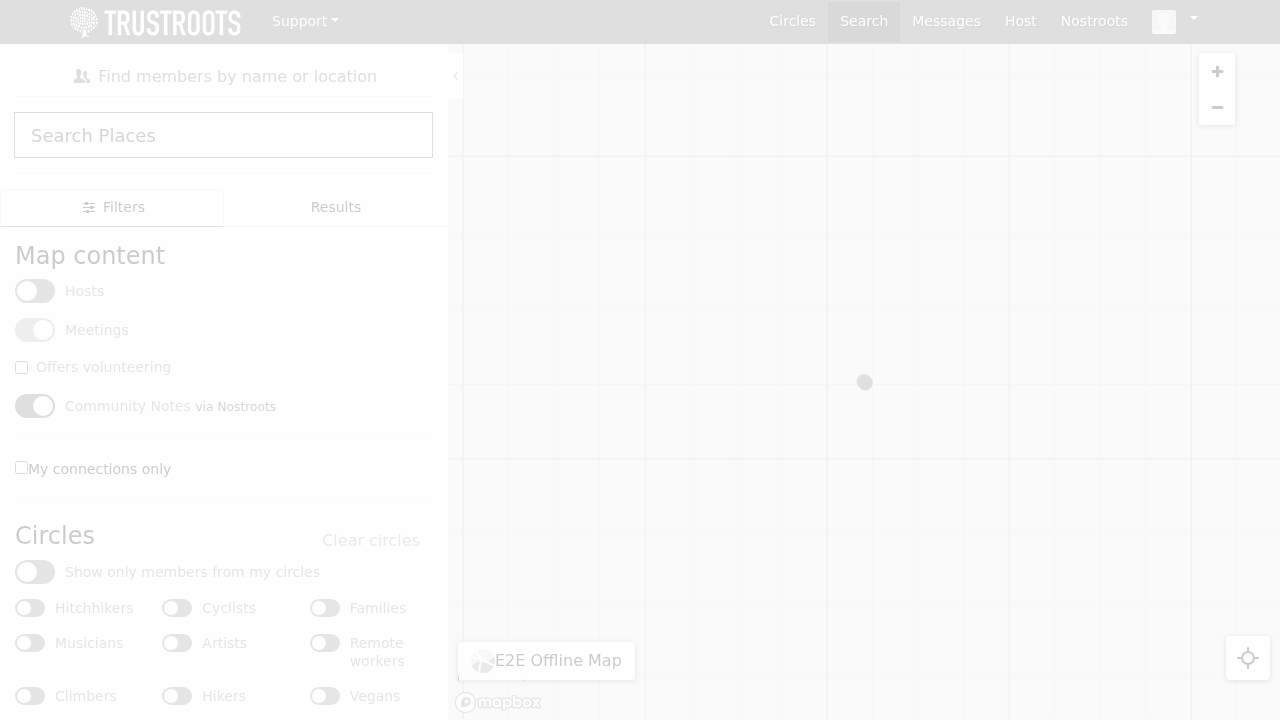 TRUSTROOTS Support Circles Search Messages Host Nostroots
Find members by name or location
Search Places
Filters Results
Map content
Hosts
Meetings
Offers volunteering
Community Notes via Nostroots
My connections only
Circles Clear circles
Show only members from my circles
Hitchhikers Cyclists Families
Musicians Artists Remote workers
Climbers Hikers Vegans
E2E Offline Map
mapbox